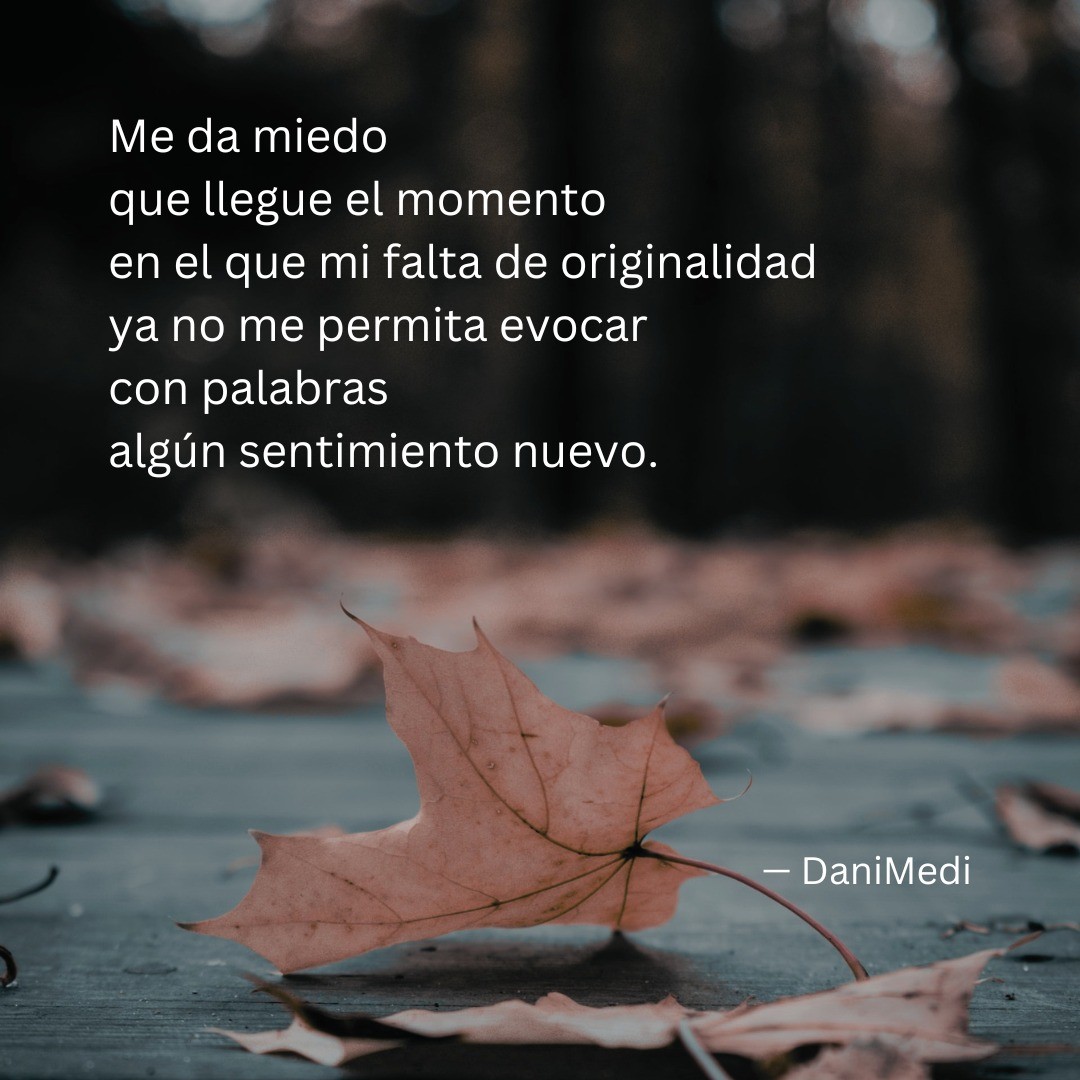 Me da miedo
que llegue el momento
en el que mi falta de originalidad
ya no me permita evocar
con palabras
algún sentimiento nuevo.
— DaniMedi